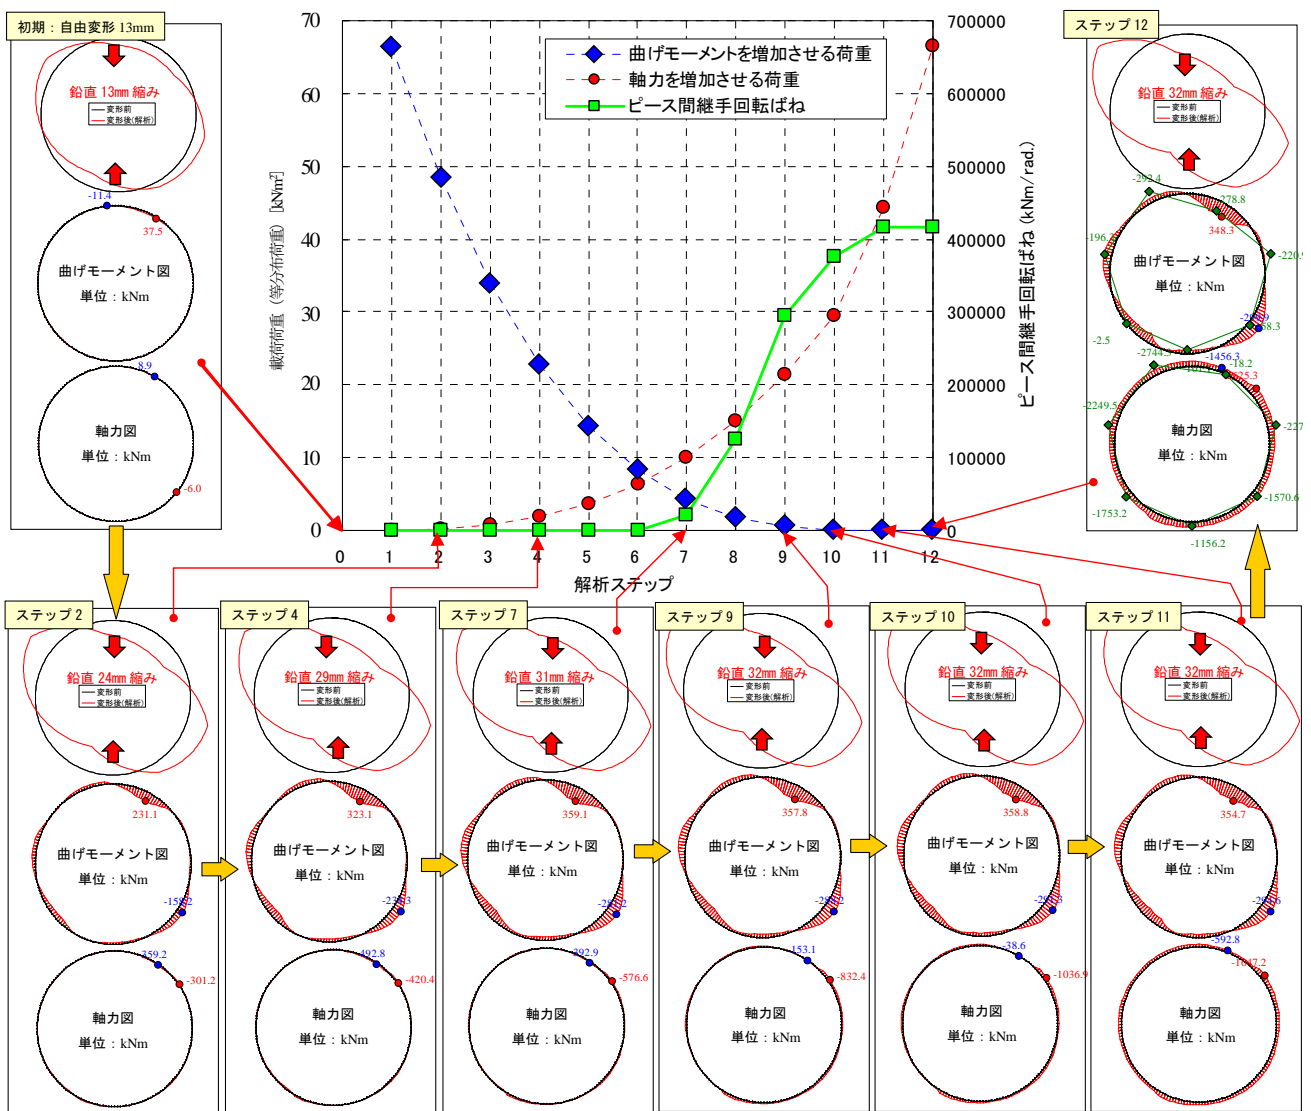 初期：自由変形 13mm
鉛直 13mm 縮み
変形前
変形後(解析)
-11.4
37.5
曲げモーメント図
単位：kNm
8.9
軸力図
単位：kNm
-6.0
70
60
50
40
30
20
10
0
載荷荷重（等分布荷重）[kN/m²]
曲げモーメントを増加させる荷重
軸力を増加させる荷重
ピース間継手回転ばね
700000
600000
500000
400000
300000
200000
100000
0
ピース間継手回転ばね (kNm/rad.)
0 1 2 3 4 5 6 7 8 9 10 11 12
解析ステップ
ステップ 12
鉛直 32mm 縮み
変形前
変形後(解析)
-292.4
-278.8
348.3
-220.9
曲げモーメント図
単位：kNm
-2.5
-2744.3
-1456.3
-18.2
-2249.5
軸力図
単位：kNm
-1570.6
-1753.2
-1156.2
ステップ 2
鉛直 24mm 縮み
変形前
変形後(解析)
231.1
曲げモーメント図
単位：kNm
-158.2
-359.2
-301.2
軸力図
単位：kNm
ステップ 4
鉛直 29mm 縮み
変形前
変形後(解析)
323.1
曲げモーメント図
単位：kNm
-492.8
-420.4
軸力図
単位：kNm
ステップ 7
鉛直 31mm 縮み
変形前
変形後(解析)
359.1
曲げモーメント図
単位：kNm
-392.9
-576.6
軸力図
単位：kNm
ステップ 9
鉛直 32mm 縮み
変形前
変形後(解析)
357.8
曲げモーメント図
単位：kNm
-153.1
-832.4
軸力図
単位：kNm
ステップ 10
鉛直 32mm 縮み
変形前
変形後(解析)
358.8
曲げモーメント図
単位：kNm
-38.6
-1036.9
軸力図
単位：kNm
ステップ 11
鉛直 32mm 縮み
変形前
変形後(解析)
354.7
曲げモーメント図
単位：kNm
-592.8
-1047.2
軸力図
単位：kNm